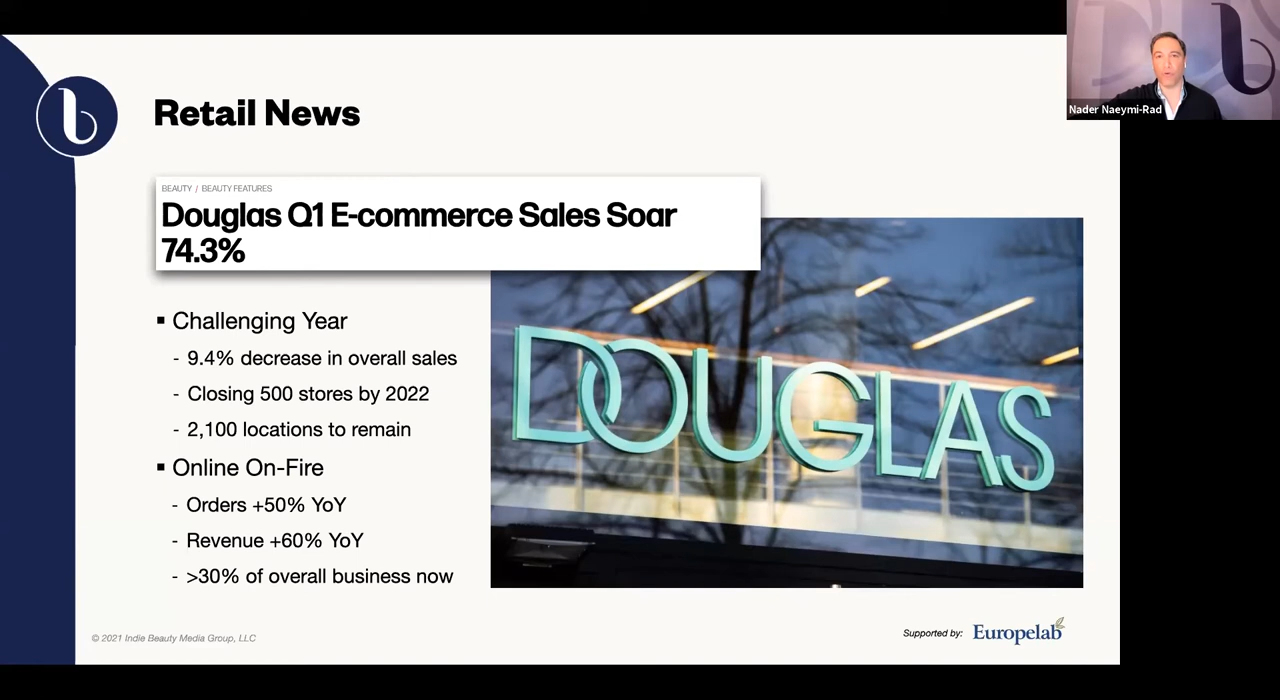 Nader Naeymi-Rad
b
Retail News
BEAUTY / BEAUTY FEATURES
Douglas Q1 E-commerce Sales Soar
74.3%
▪ Challenging Year
- 9.4% decrease in overall sales
- Closing 500 stores by 2022
- 2,100 locations to remain
▪ Online On-Fire
- Orders +50% YoY
- Revenue +60% YoY
- >30% of overall business now
DOUGLAS
© 2021 Indie Beauty Media Group, LLC
Supported by: Europelab